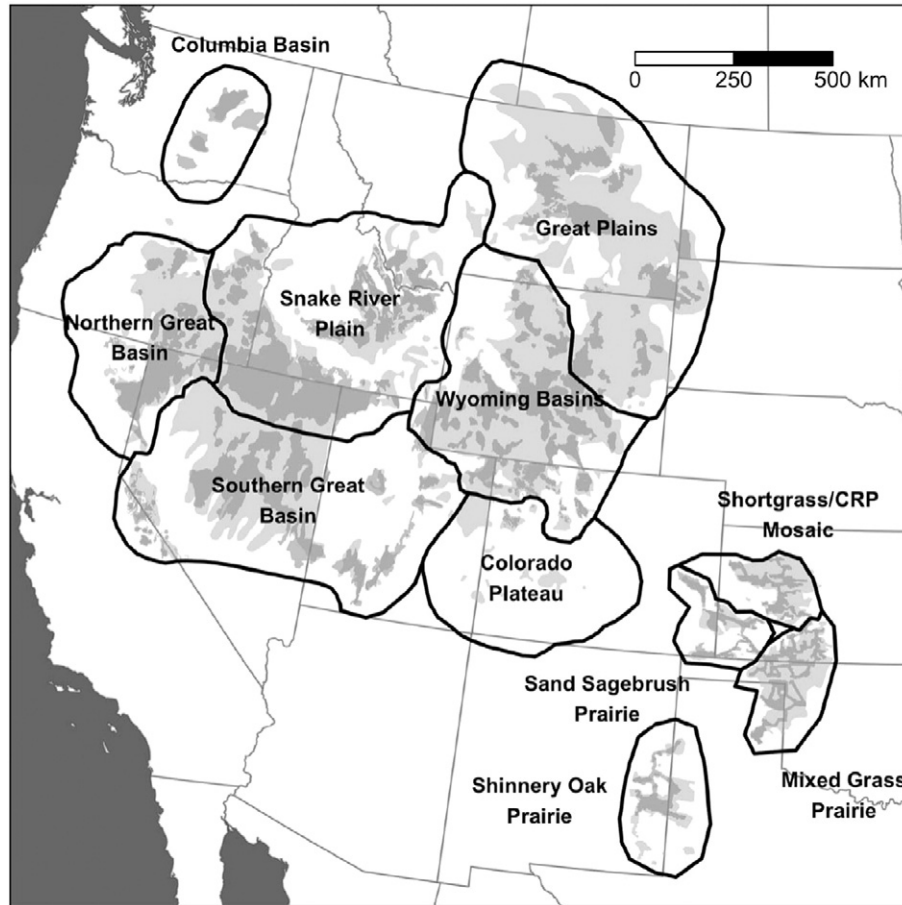 Columbia Basin
0 250 500 km
Great Plains
Snake River
Plain
Northern Great
Basin
Wyoming Basins
Southern Great
Basin
Shortgrass/CRP
Mosaic
Colorado
Plateau
Sand Sagebrush
Prairie
Shinnery Oak
Prairie
Mixed Grass
Prairie